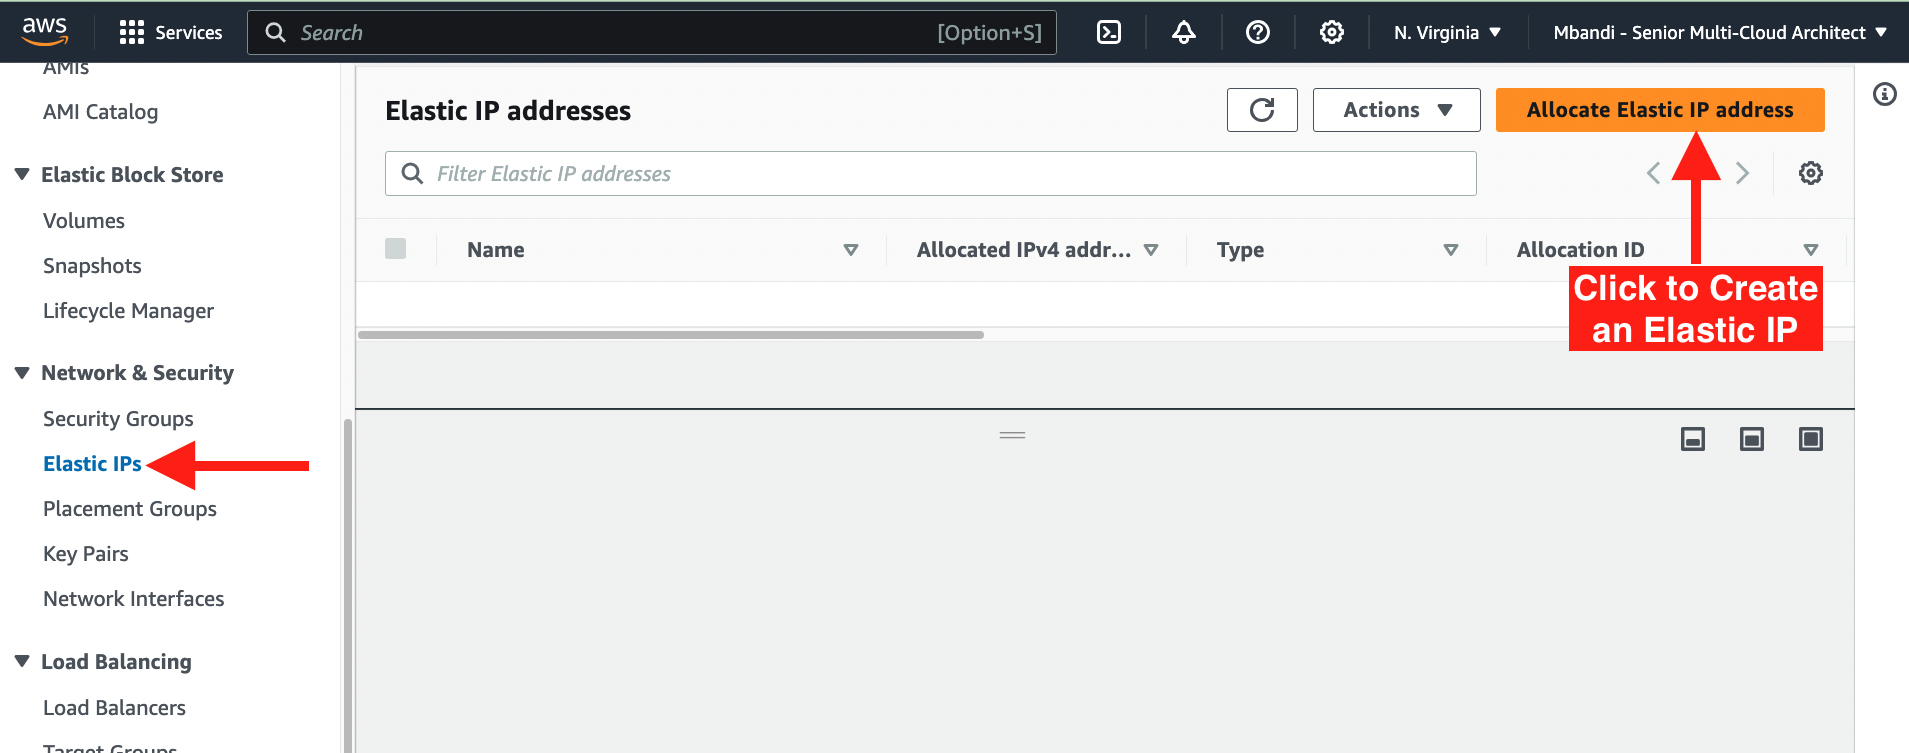 aws
Services
Search
[Option+S]
N. Virginia
Mbandi - Senior Multi-Cloud Architect
AMIs
AMI Catalog
Elastic Block Store
Volumes
Snapshots
Lifecycle Manager
Network & Security
Security Groups
Elastic IPs
Placement Groups
Key Pairs
Network Interfaces
Load Balancing
Load Balancers
Target Groups
Elastic IP addresses
Actions
Allocate Elastic IP address
Filter Elastic IP addresses
Name
Allocated IPv4 addr...
Type
Allocation ID
Click to Create
an Elastic IP